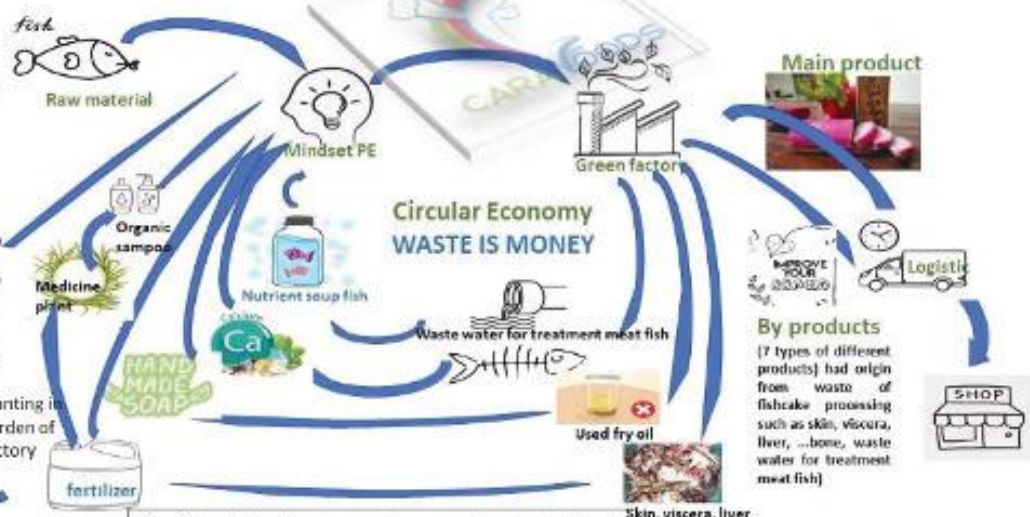 fish
Raw material
Mindset PE
Green factory
Main product
Organic
sampoo
Medicine
plant
Circular Economy
WASTE IS MONEY
Nutrient soup fish
Ca
Waste water for treatment meat fish
HAND
MADE
SOAP
IMPROVE
YOUR
BUSINESS
Logistic
By products
(7 types of different
products) had origin
from waste of
fishcake processing
such as skin, viscera,
liver, ...bone, waste
water for treatment
meat fish)
SHOP
Used fry oil
fertilizer
Skin, viscera, liver